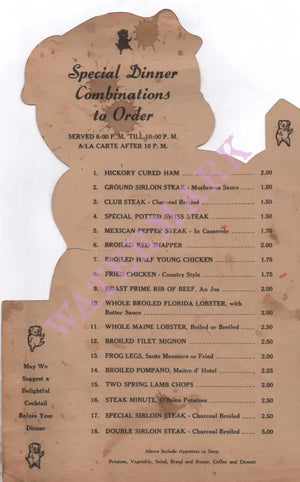 Special Dinner
Combinations
to Order
SERVED 6:00 P. M. 'TILL 10:00 P. M.
A-LA CARTE AFTER 10 P. M.
1. HICKORY CURED HAM 2.00
2. GROUND SIRLOIN STEAK - Mushroom Sauce 2.00
3. CLUB STEAK - Charcoal Broiled 1.50
4. SPECIAL POTTED SWISS STEAK 1.75
5. MEXICAN PEPPER STEAK - In Casserole 1.75
6. BROILED RED SNAPPER 2.00
7. BROILED HALF YOUNG CHICKEN 1.75
8. FRIED CHICKEN - Country Style 1.75
9. ROAST PRIME RIB OF BEEF, Au Jus 2.00
10. WHOLE BROILED FLORIDA LOBSTER, with
Butter Sauce 2.50
11. WHOLE MAINE LOBSTER, Boiled or Broiled 2.50
12. BROILED FILET MIGNON 2.50
13. FROG LEGS, Saute Meuniere or Fried 2.00
14. BROILED POMPANO, Maitre d' Hotel 2.25
15. TWO SPRING LAMB CHOPS 2.00
16. STEAK MINUTE, O'Brien Potatoes 2.50
17. SPECIAL SIRLOIN STEAK - Charcoal Broiled 2.50
18. DOUBLE SIRLOIN STEAK - Charcoal Broiled 5.00
Above Include Appetizer or Soup
Potatoes, Vegetable, Salad, Bread and Butter, Coffee and Dessert
May We
Suggest a
Delightful
Cocktail
Before Your
Dinner
WATERMARK